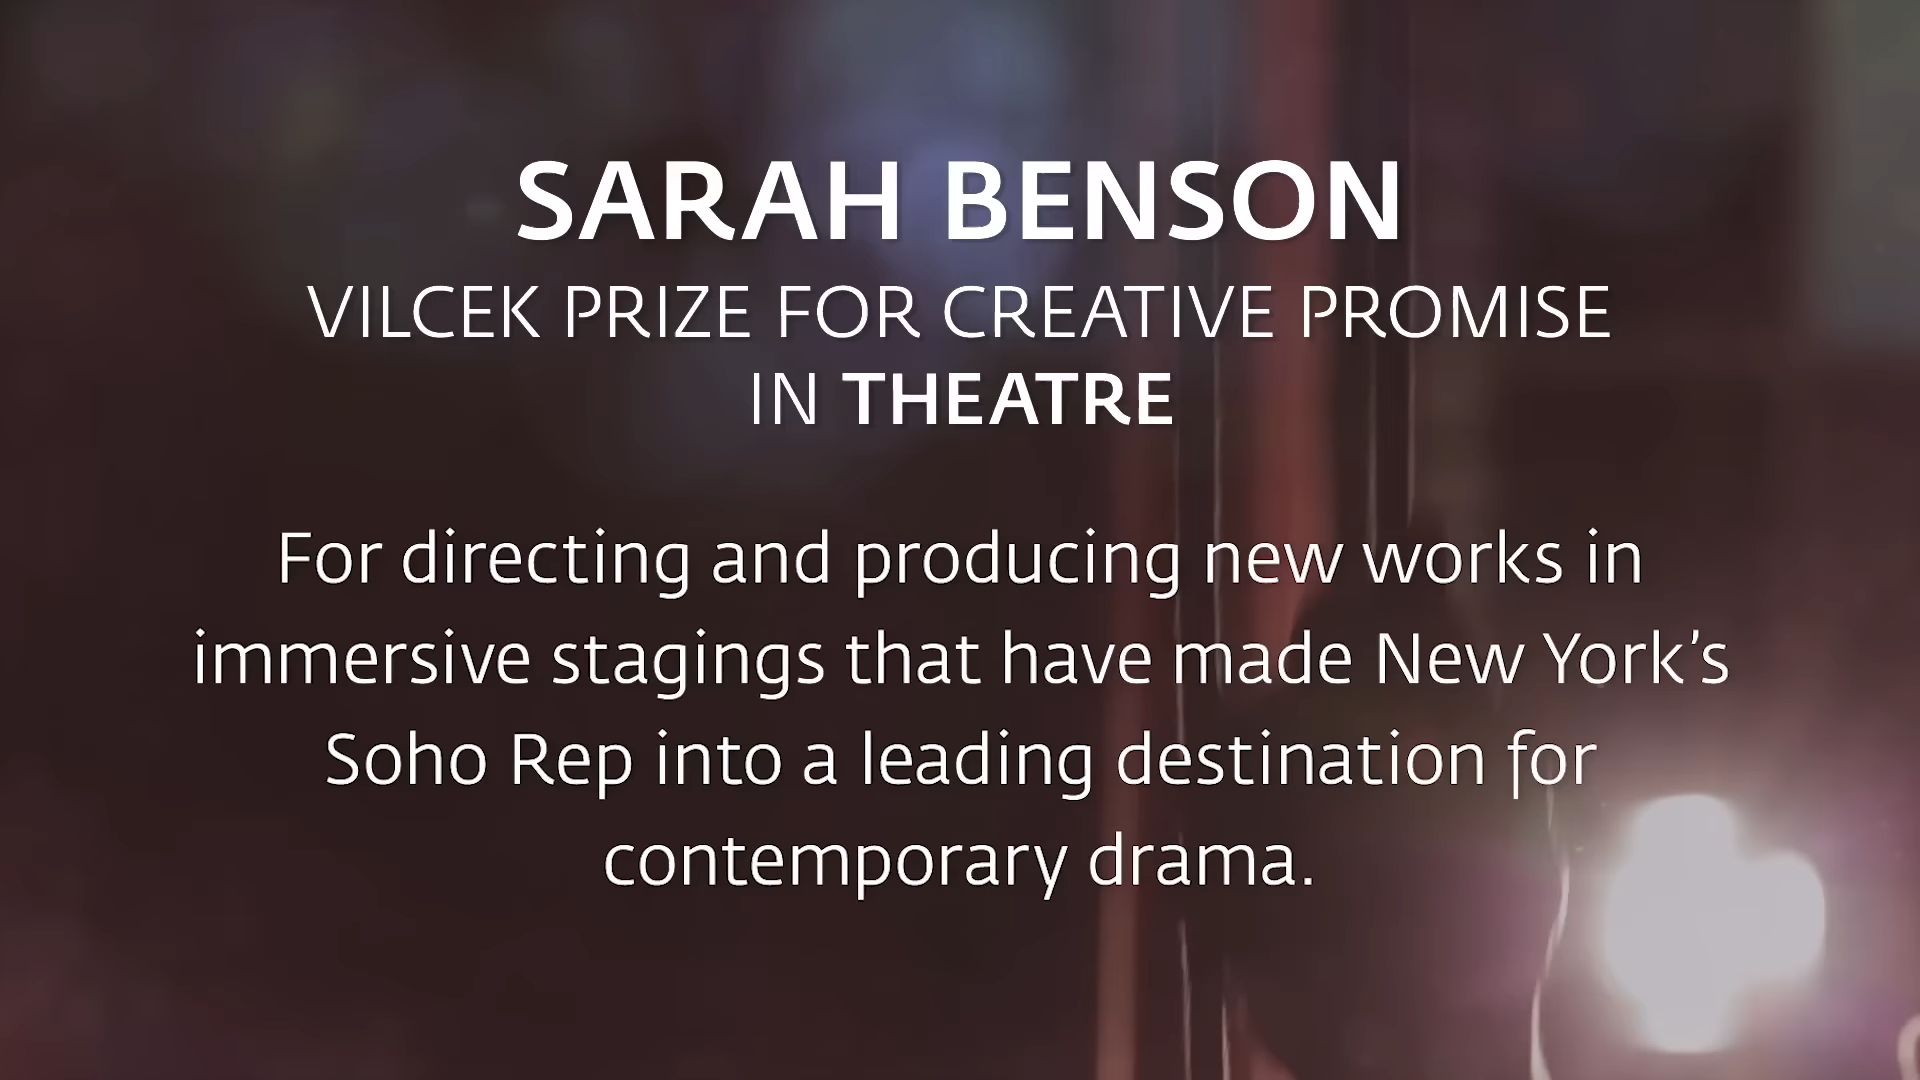 SARAH BENSON
VILCEK PRIZE FOR CREATIVE PROMISE
IN THEATRE
For directing and producing new works in
immersive stagings that have made New York’s
Soho Rep into a leading destination for
contemporary drama.